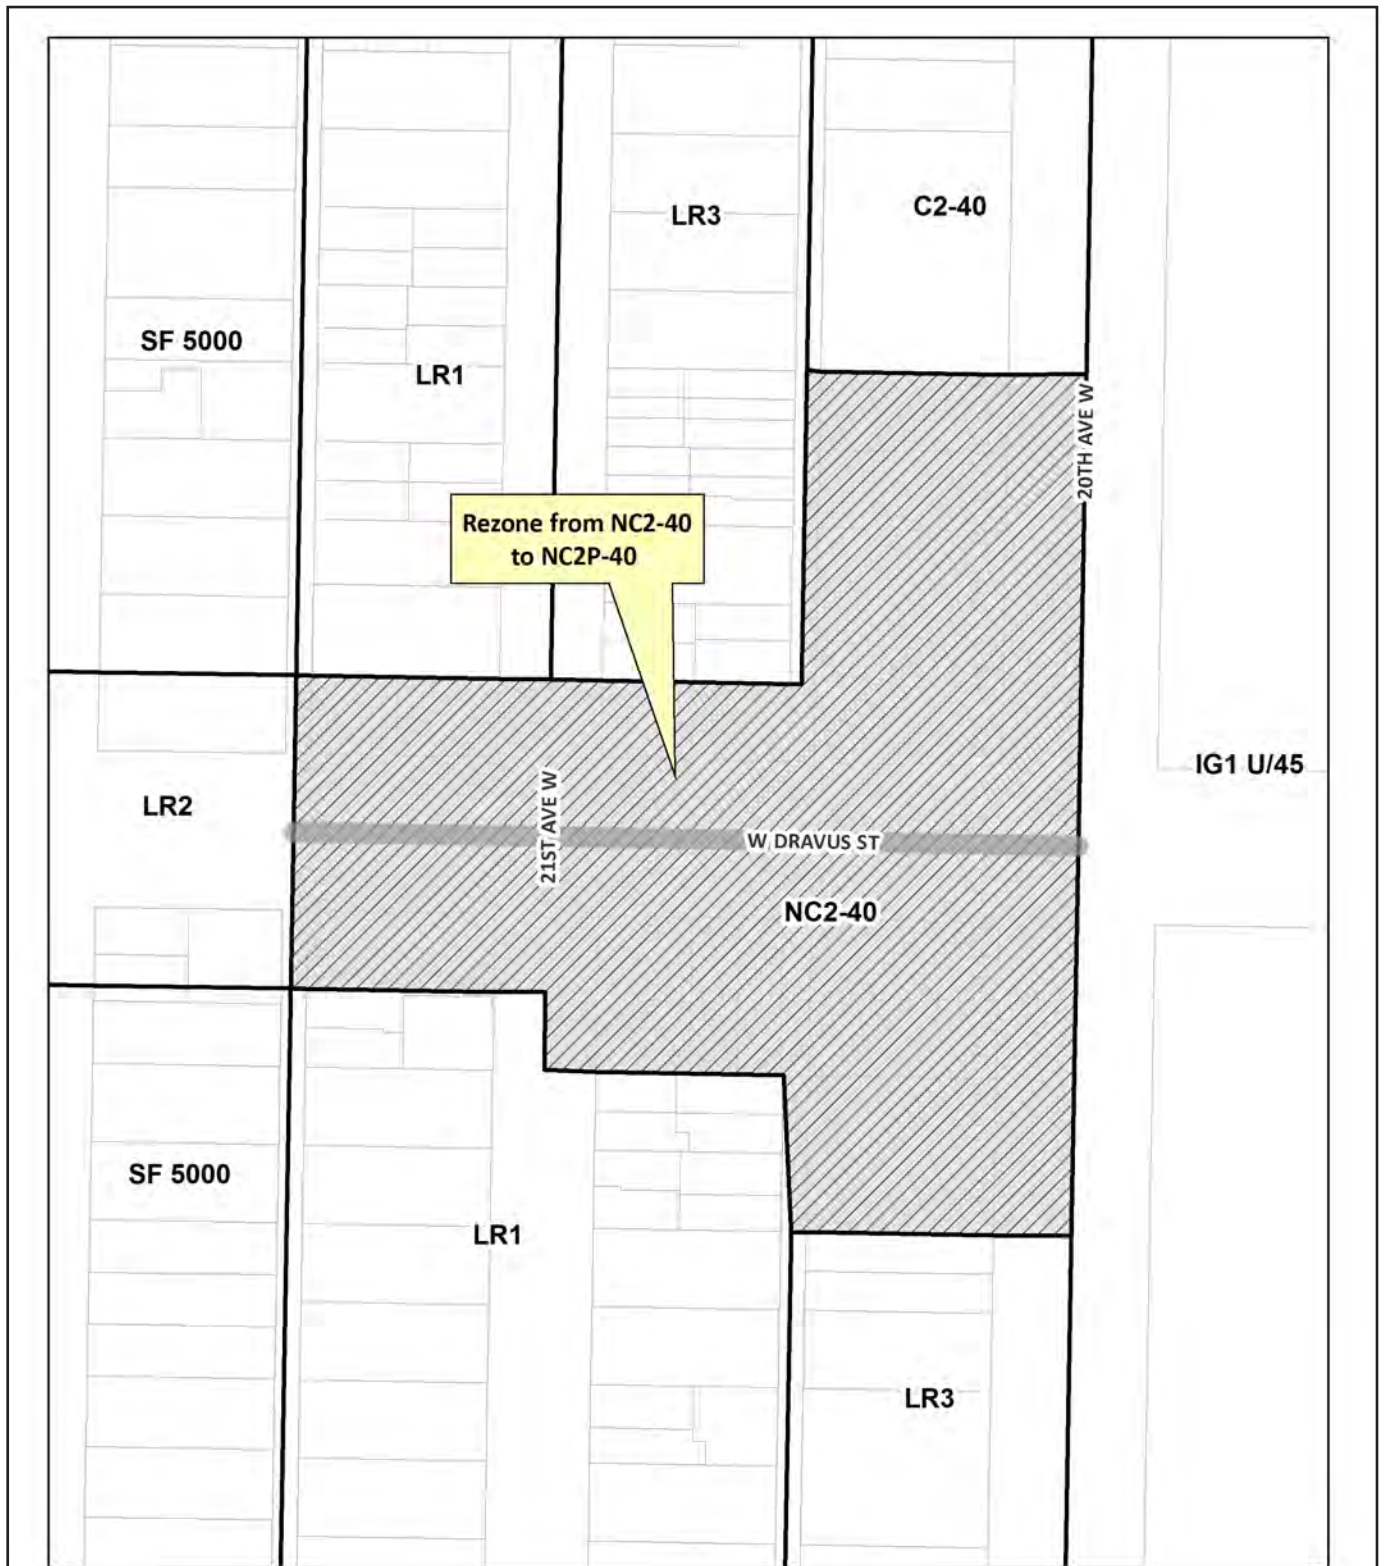 C2-40
LR3
SF 5000
LR1
20TH AVE W
Rezone from NC2-40
to NC2P-40
IG1 U/45
LR2
21ST AVE W
W DRAVUS ST
NC2-40
SF 5000
LR1
LR3